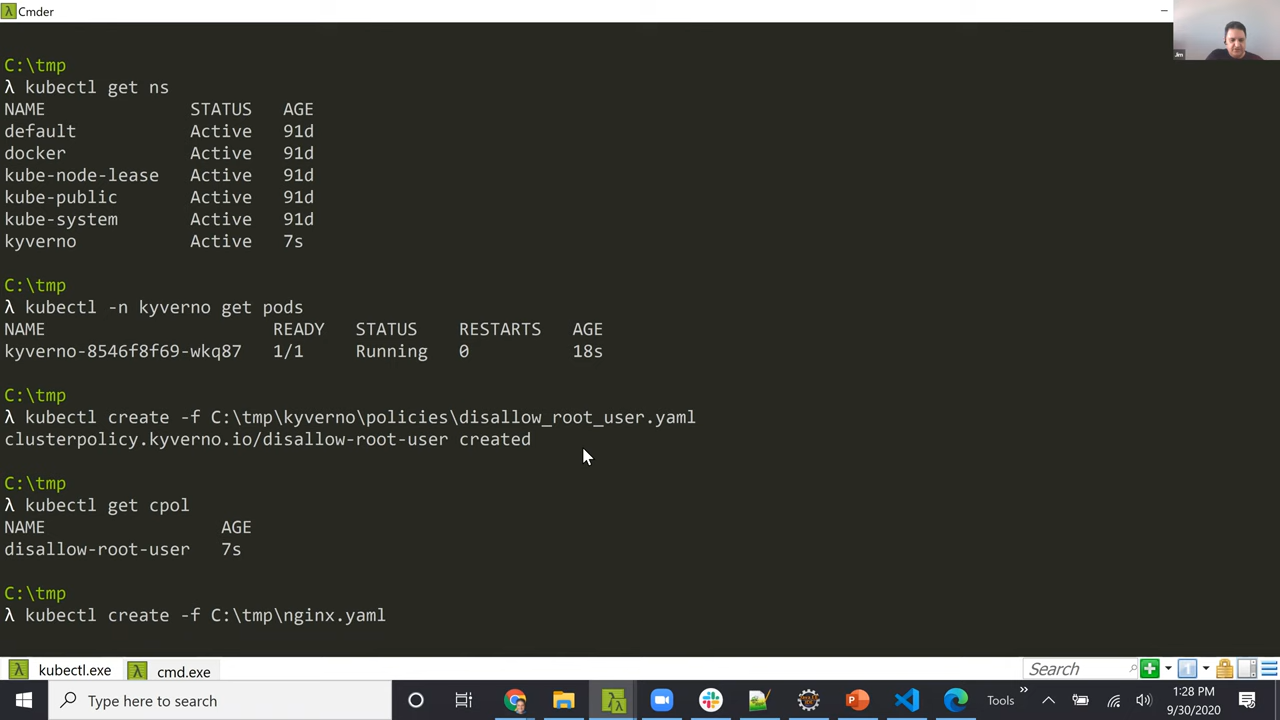 Cmder
C:\tmp
λ kubectl get ns
NAME STATUS AGE
default Active 91d
docker Active 91d
kube-node-lease Active 91d
kube-public Active 91d
kube-system Active 91d
kyverno Active 7s
C:\tmp
λ kubectl -n kyverno get pods
NAME READY STATUS RESTARTS AGE
kyverno-8546f8f69-wkq87 1/1 Running 0 18s
C:\tmp
λ kubectl create -f C:\tmp\kyverno\policies\disallow_root_user.yaml
clusterpolicy.kyverno.io/disallow-root-user created
C:\tmp
λ kubectl get cpol
NAME AGE
disallow-root-user 7s
C:\tmp
λ kubectl create -f C:\tmp\nginx.yaml
kubectl.exe cmd.exe Search
Type here to search Tools 1:28 PM
9/30/2020